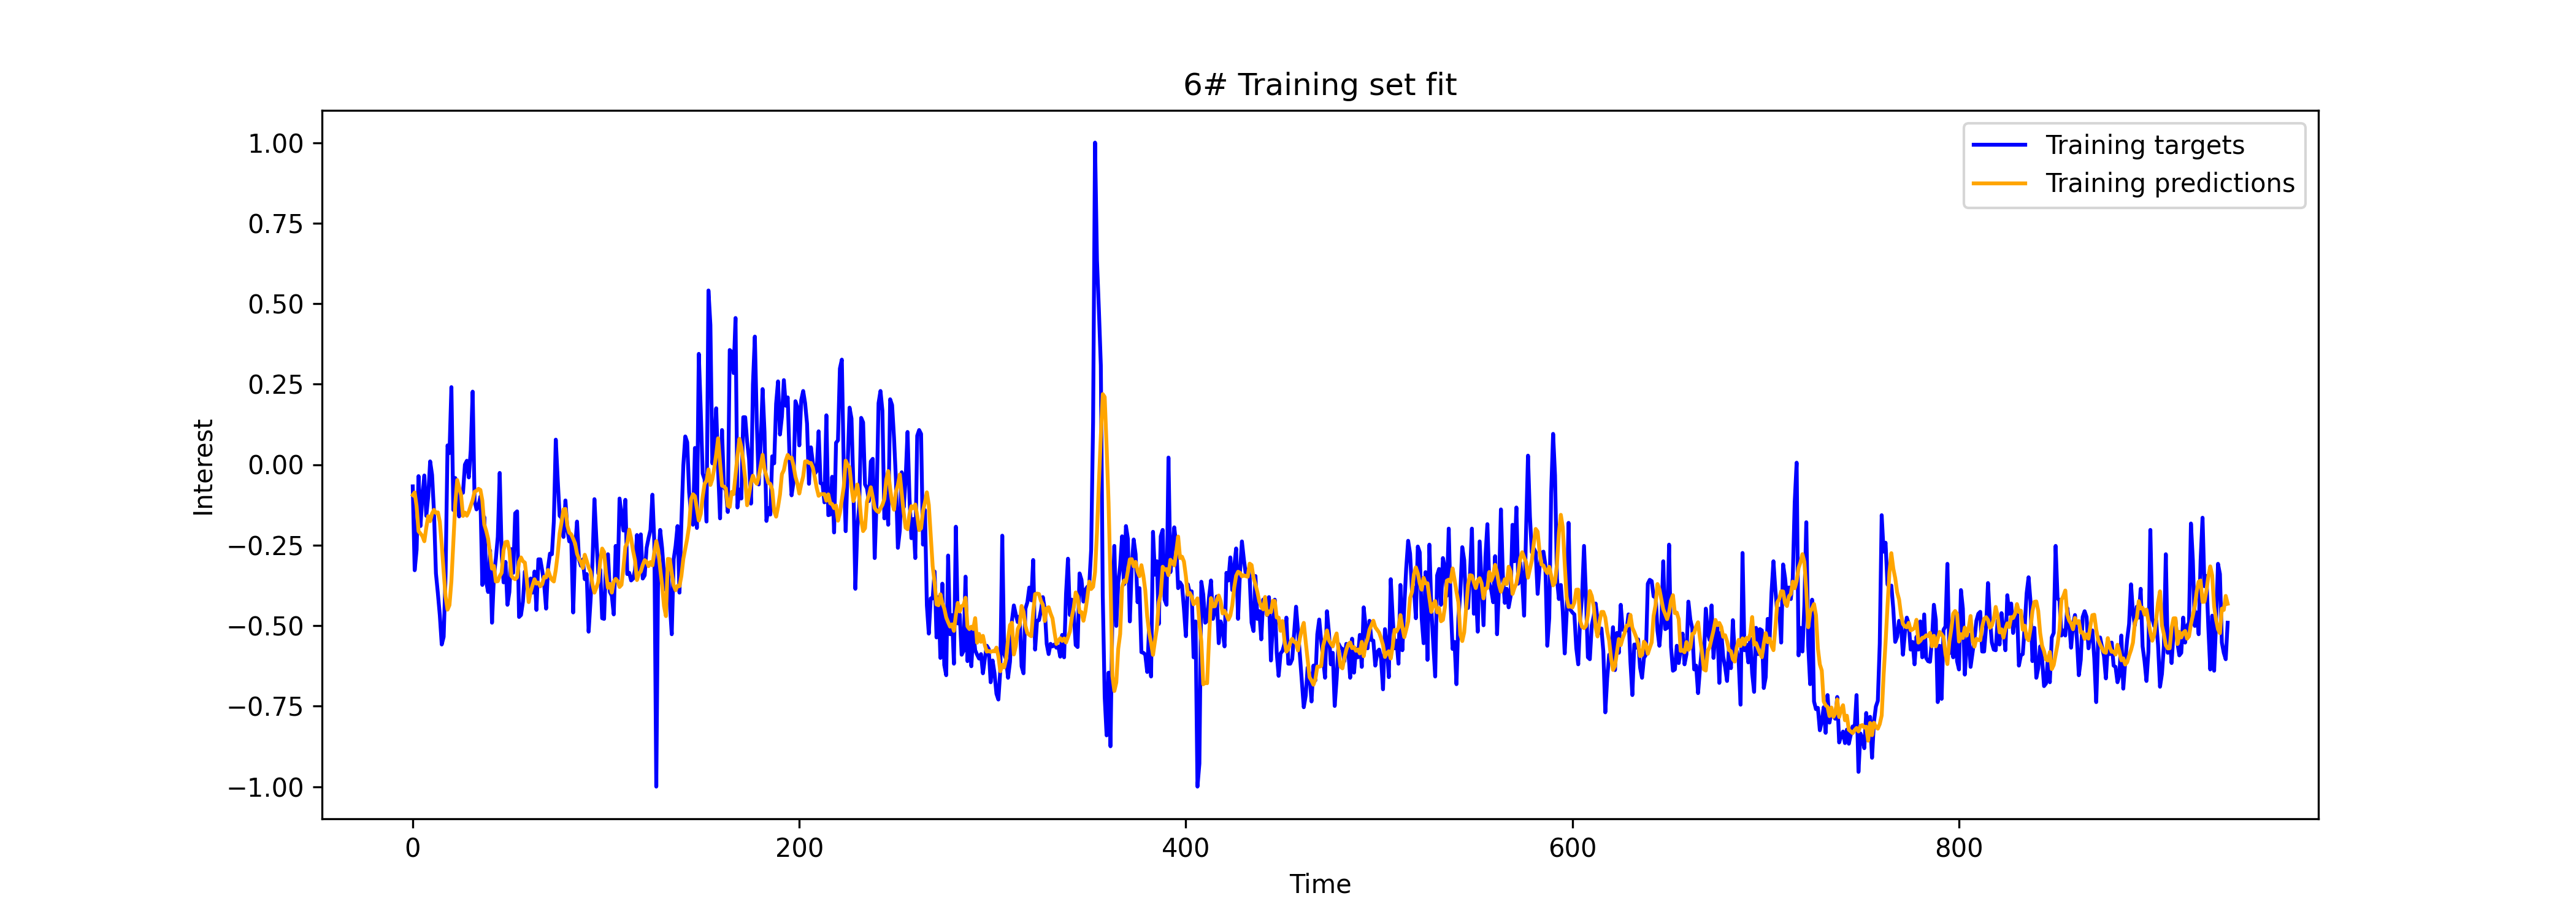 6# Training set fit
Training targets
Training predictions
1.00
0.75
0.50
0.25
0.00
−0.25
−0.50
−0.75
−1.00
Interest
0 200 400 600 800
Time